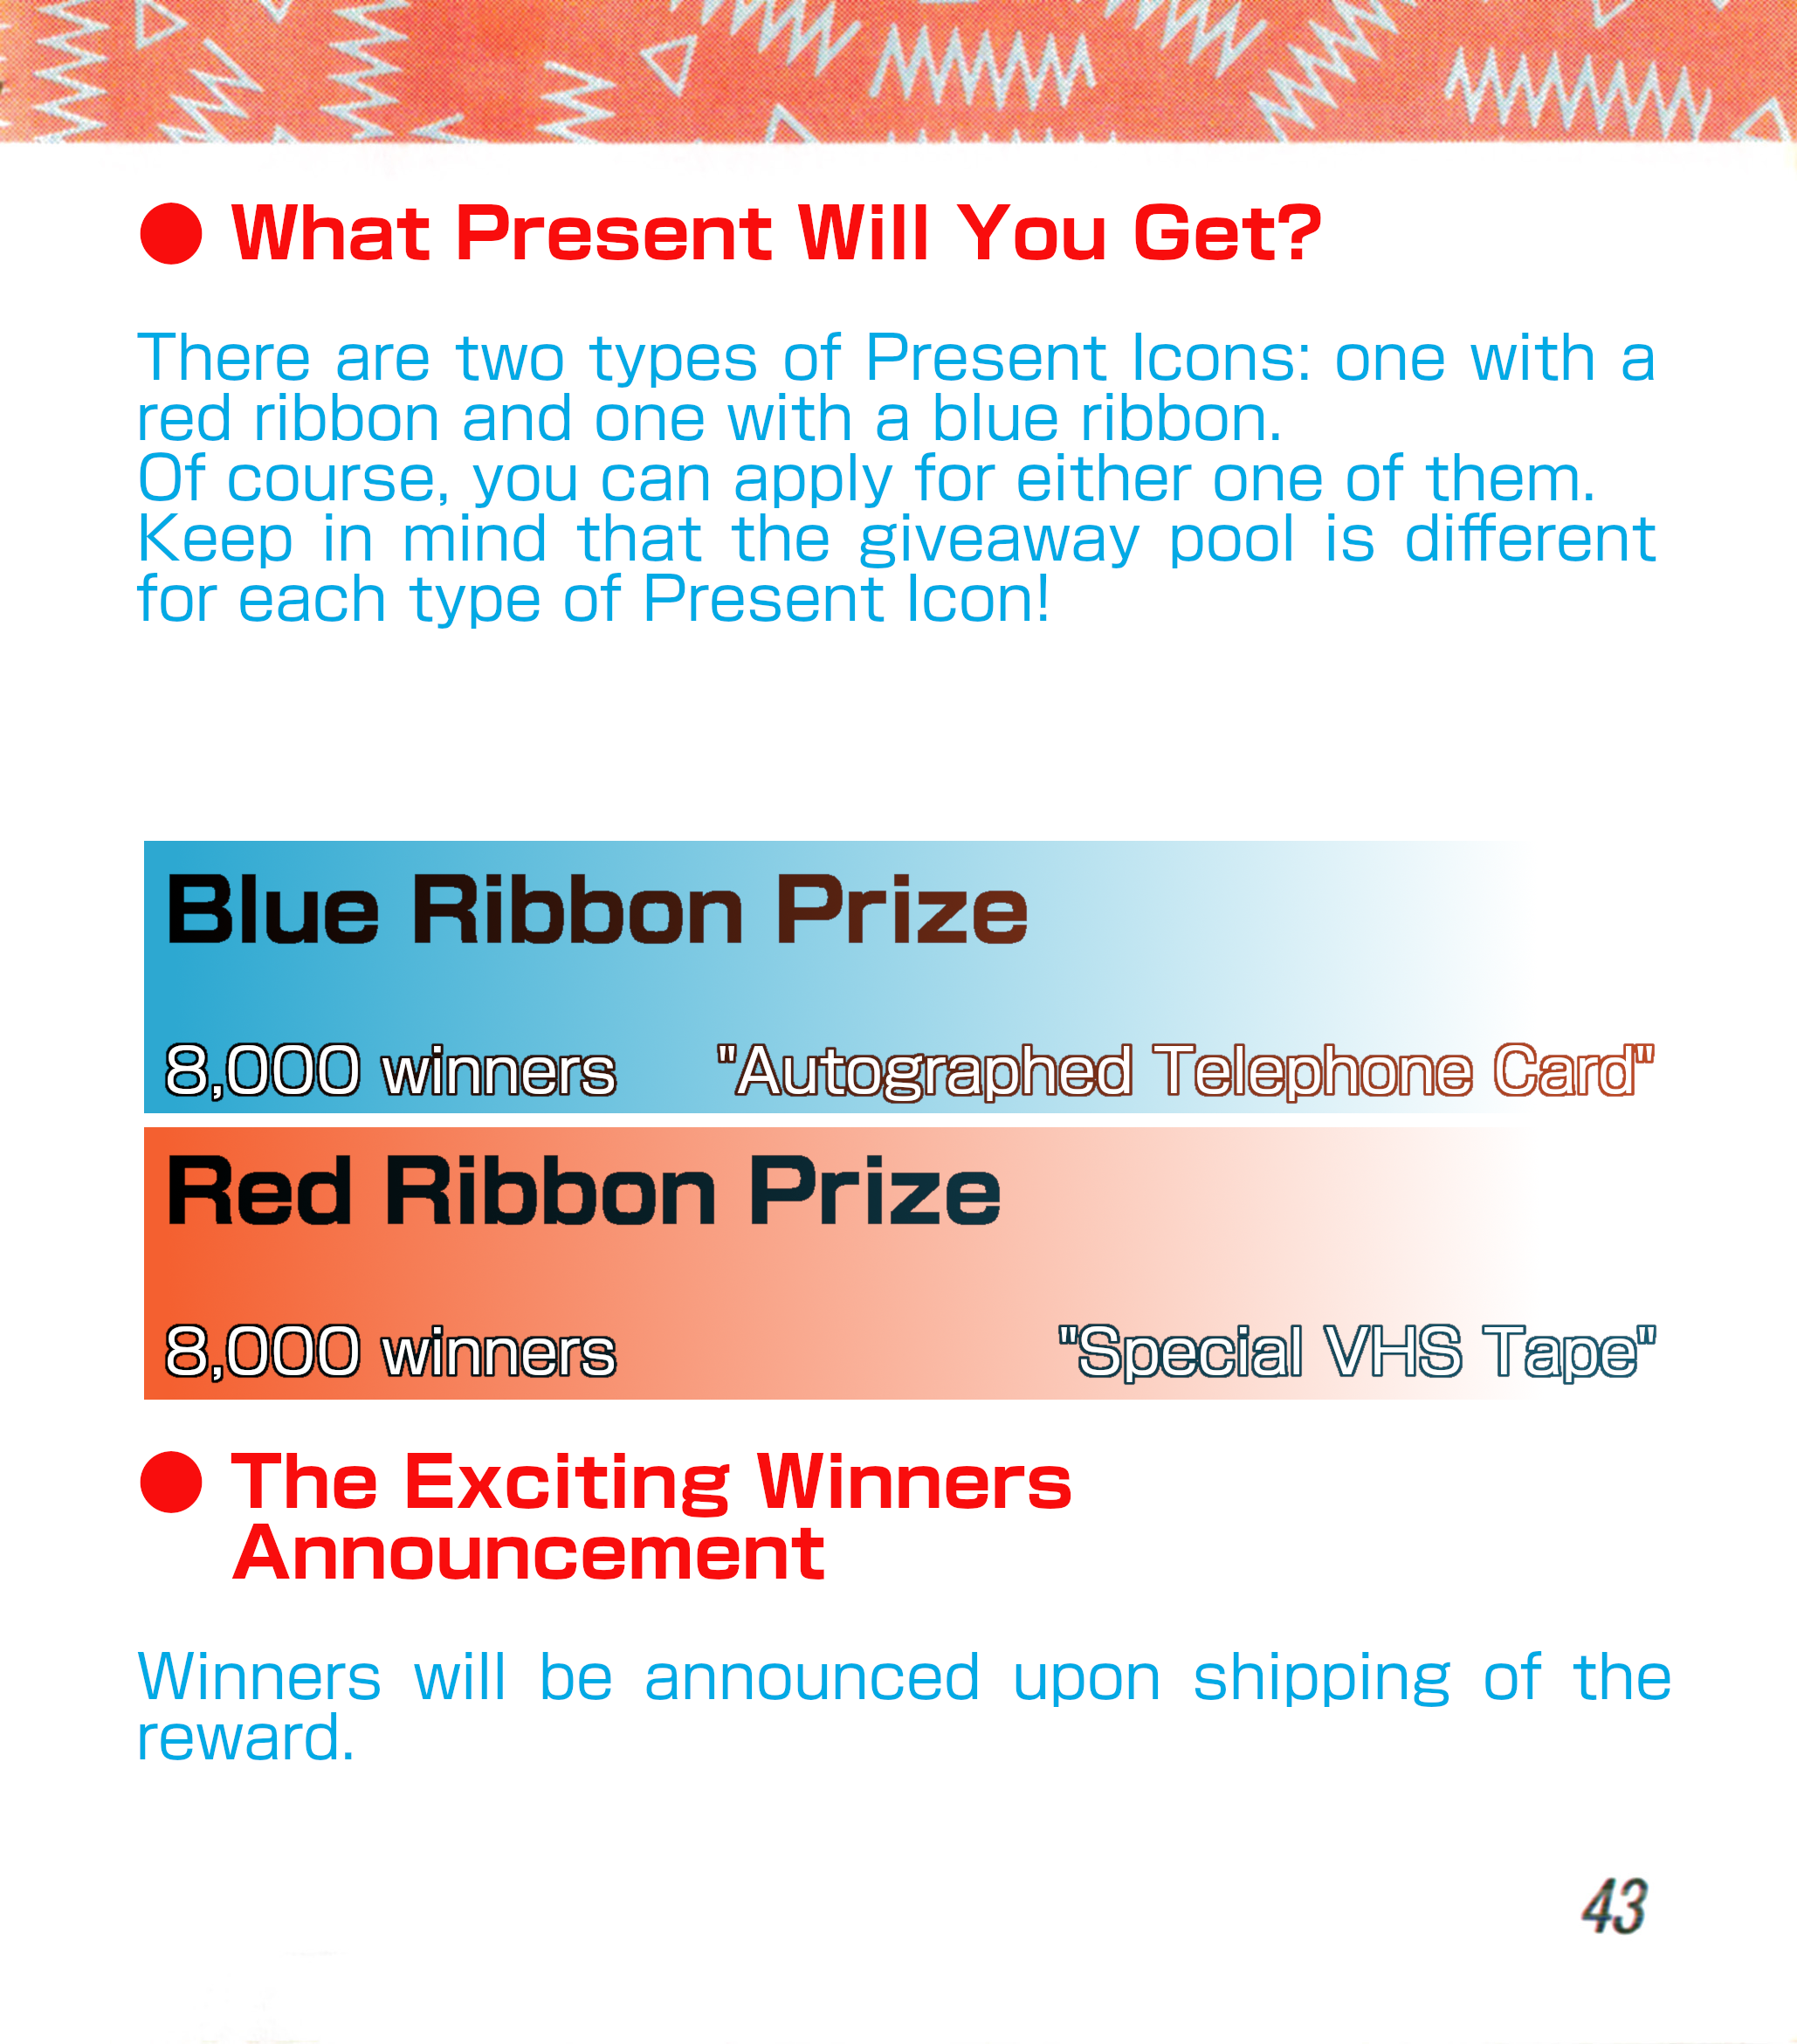 ● What Present Will You Get?
There are two types of Present Icons: one with a
red ribbon and one with a blue ribbon.
Of course, you can apply for either one of them.
Keep in mind that the giveaway pool is different
for each type of Present Icon!
Blue Ribbon Prize
8,000 winners "Autographed Telephone Card"
Red Ribbon Prize
8,000 winners "Special VHS Tape"
● The Exciting Winners
Announcement
Winners will be announced upon shipping of the
reward.
43